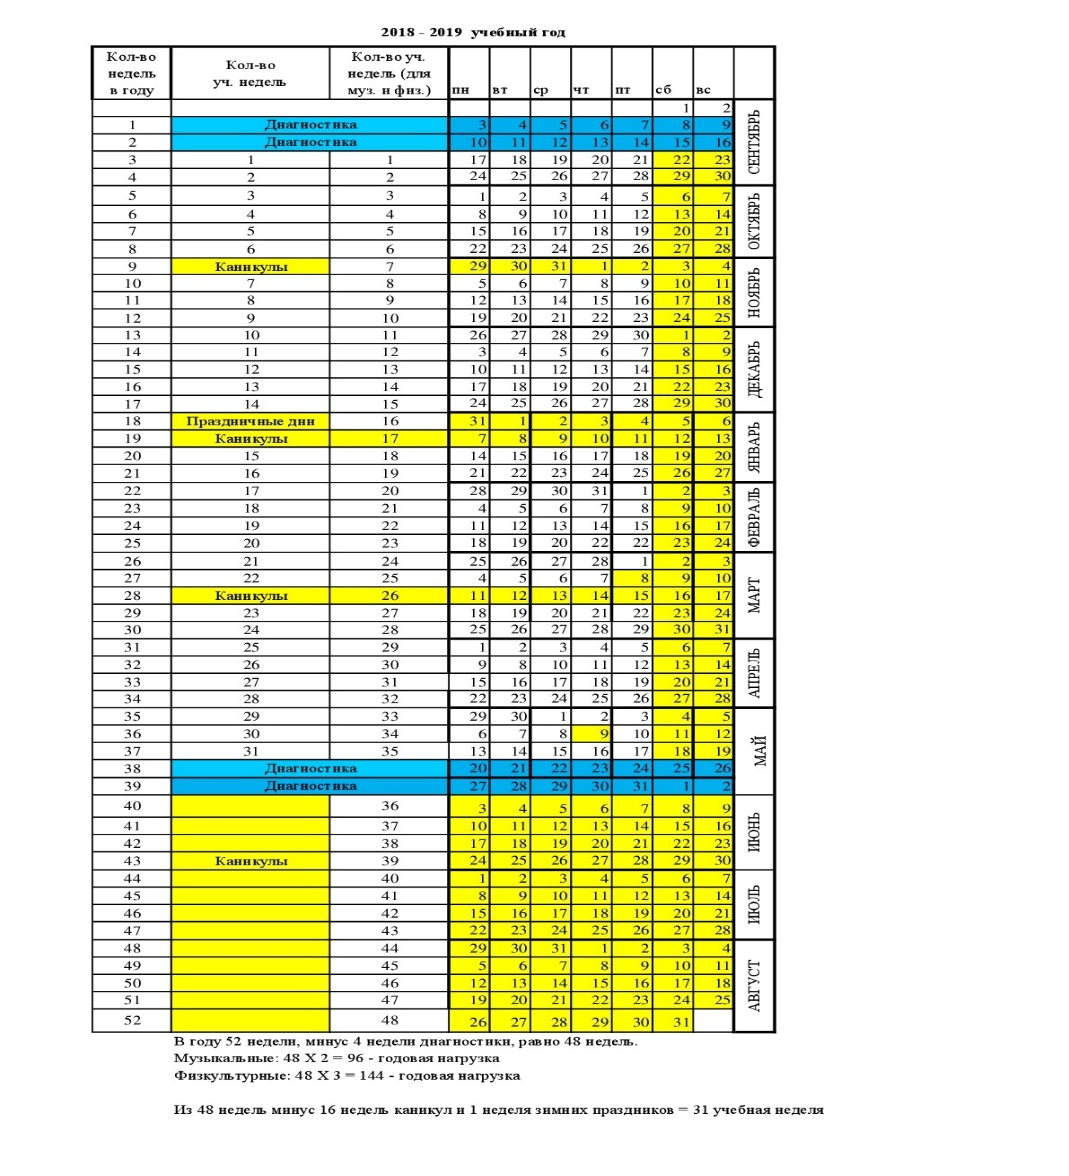 2018 - 2019 учебный год
Кол-во недель в году Кол-во уч. недель Кол-во уч. недель (для муз. и физ.) пн вт ср чт пт сб вс
1 2 СЕНТЯБРЬ
1 Диагностика 3 4 5 6 7 8 9
2 Диагностика 10 11 12 13 14 15 16
3 1 1 17 18 19 20 21 22 23
4 2 2 24 25 26 27 28 29 30
5 3 3 1 2 3 4 5 6 7 ОКТЯБРЬ
6 4 4 8 9 10 11 12 13 14
7 5 5 15 16 17 18 19 20 21
8 6 6 22 23 24 25 26 27 28
9 Каникулы 7 29 30 31 1 2 3 4 НОЯБРЬ
10 7 8 5 6 7 8 9 10 11
11 8 9 12 13 14 15 16 17 18
12 9 10 19 20 21 22 23 24 25
13 10 11 26 27 28 29 30 1 2 ДЕКАБРЬ
14 11 12 3 4 5 6 7 8 9
15 12 13 10 11 12 13 14 15 16
16 13 14 17 18 19 20 21 22 23
17 14 15 24 25 26 27 28 29 30
18 Праздничные дни 16 31 1 2 3 4 5 6 ЯНВАРЬ
19 Каникулы 17 7 8 9 10 11 12 13
20 15 18 14 15 16 17 18 19 20
21 16 19 21 22 23 24 25 26 27
22 17 20 28 29 30 31 1 2 3 ФЕВРАЛЬ
23 18 21 4 5 6 7 8 9 10
24 19 22 11 12 13 14 15 16 17
25 20 23 18 19 20 22 22 23 24
26 21 24 25 26 27 28 1 2 3 МАРТ
27 22 25 4 5 6 7 8 9 10
28 Каникулы 26 11 12 13 14 15 16 17
29 23 27 18 19 20 21 22 23 24
30 24 28 25 26 27 28 29 30 31
31 25 29 1 2 3 4 5 6 7 АПРЕЛЬ
32 26 30 9 8 10 11 12 13 14
33 27 31 15 16 17 18 19 20 21
34 28 32 22 23 24 25 26 27 28
35 29 33 29 30 1 2 3 4 5 МАЙ
36 30 34 6 7 8 9 10 11 12
37 31 35 13 14 15 16 17 18 19
38 Диагностика 20 21 22 23 24 25 26
39 Диагностика 27 28 29 30 31 1 2
40 36 3 4 5 6 7 8 9 ИЮНЬ
41 37 10 11 12 13 14 15 16
42 38 17 18 19 20 21 22 23
43 Каникулы 39 24 25 26 27 28 29 30
44 40 1 2 3 4 5 6 7 ИЮЛЬ
45 41 8 9 10 11 12 13 14
46 42 15 16 17 18 19 20 21
47 43 22 23 24 25 26 27 28
48 44 29 30 31 1 2 3 4 АВГУСТ
49 45 5 6 7 8 9 10 11
50 46 12 13 14 15 16 17 18
51 47 19 20 21 22 23 24 25
52 48 26 27 28 29 30 31
В году 52 недели, минус 4 недели диагностики, равно 48 недель.
Музыкальные: 48 X 2 = 96 - годовая нагрузка
Физкультурные: 48 X 3 = 144 - годовая нагрузка
Из 48 недель минус 16 недель каникул и 1 неделя зимних праздников = 31 учебная неделя